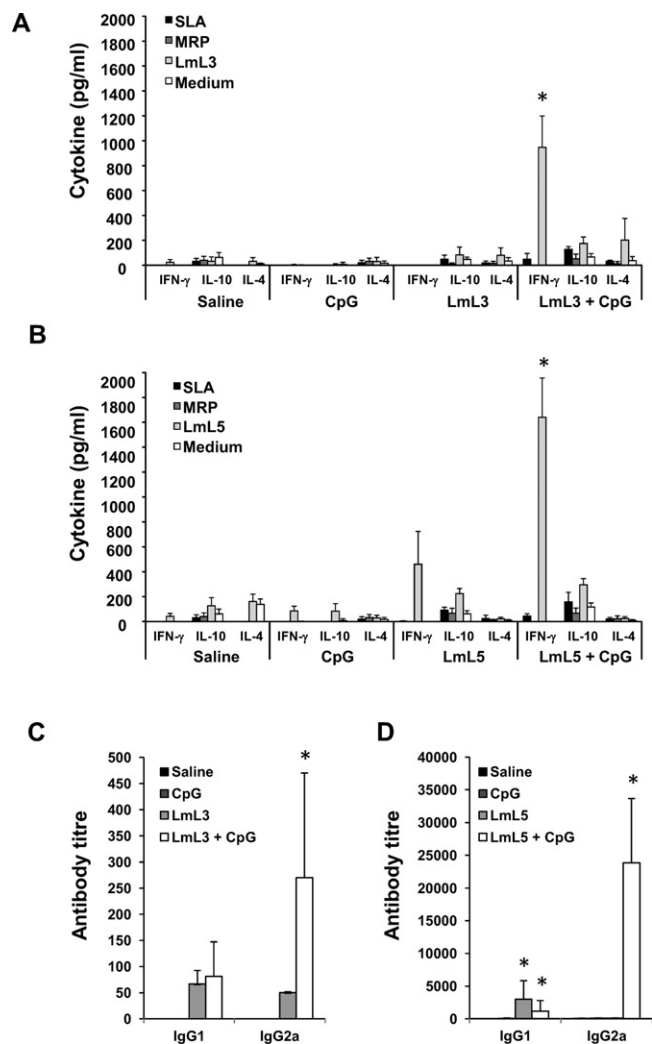 A
Cytokine (pg/ml)
2000
1800
1600
1400
1200
1000
800
600
400
200
0
SLA
MRP
LmL3
Medium
*
IFN-γ IL-10 IL-4 IFN-γ IL-10 IL-4 IFN-γ IL-10 IL-4 IFN-γ IL-10 IL-4
Saline CpG LmL3 LmL3 + CpG
B
Cytokine (pg/ml)
2000
1800
1600
1400
1200
1000
800
600
400
200
0
SLA
MRP
LmL5
Medium
*
IFN-γ IL-10 IL-4 IFN-γ IL-10 IL-4 IFN-γ IL-10 IL-4 IFN-γ IL-10 IL-4
Saline CpG LmL5 LmL5 + CpG
C
Antibody titre
500
450
400
350
300
250
200
150
100
50
0
Saline
CpG
LmL3
LmL3 + CpG
*
IgG1 IgG2a
D
Antibody titre
40000
35000
30000
25000
20000
15000
10000
5000
0
Saline
CpG
LmL5
LmL5 + CpG
*
* *
IgG1 IgG2a